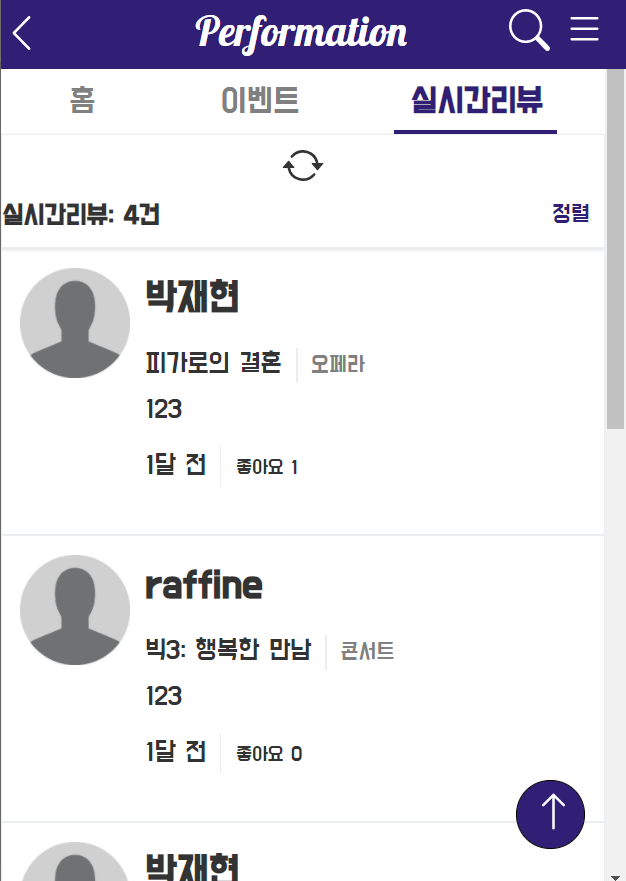 Performation
홈 이벤트 실시간리뷰
실시간리뷰: 4건 정렬
박재현
피가로의 결혼 오페라
123
1달 전 좋아요 1
raffine
빅3: 행복한 만남 콘서트
123
1달 전 좋아요 0
박재현